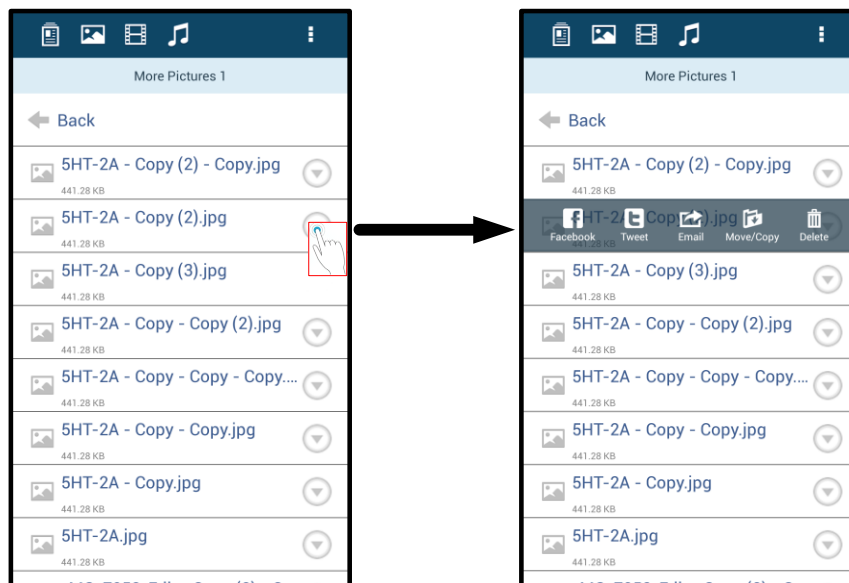 More Pictures 1
Back
5HT-2A - Copy (2) - Copy.jpg
441.28 KB
5HT-2A - Copy (2).jpg
441.28 KB
5HT-2A - Copy (3).jpg
441.28 KB
5HT-2A - Copy - Copy (2).jpg
441.28 KB
5HT-2A - Copy - Copy - Copy....
441.28 KB
5HT-2A - Copy - Copy.jpg
441.28 KB
5HT-2A - Copy.jpg
441.28 KB
5HT-2A.jpg
441.28 KB
More Pictures 1
Back
5HT-2A - Copy (2) - Copy.jpg
441.28 KB
Facebook Tweet Email Move/Copy Delete
5HT-2A - Copy (3).jpg
441.28 KB
5HT-2A - Copy - Copy (2).jpg
441.28 KB
5HT-2A - Copy - Copy - Copy....
441.28 KB
5HT-2A - Copy - Copy.jpg
441.28 KB
5HT-2A - Copy.jpg
441.28 KB
5HT-2A.jpg
441.28 KB